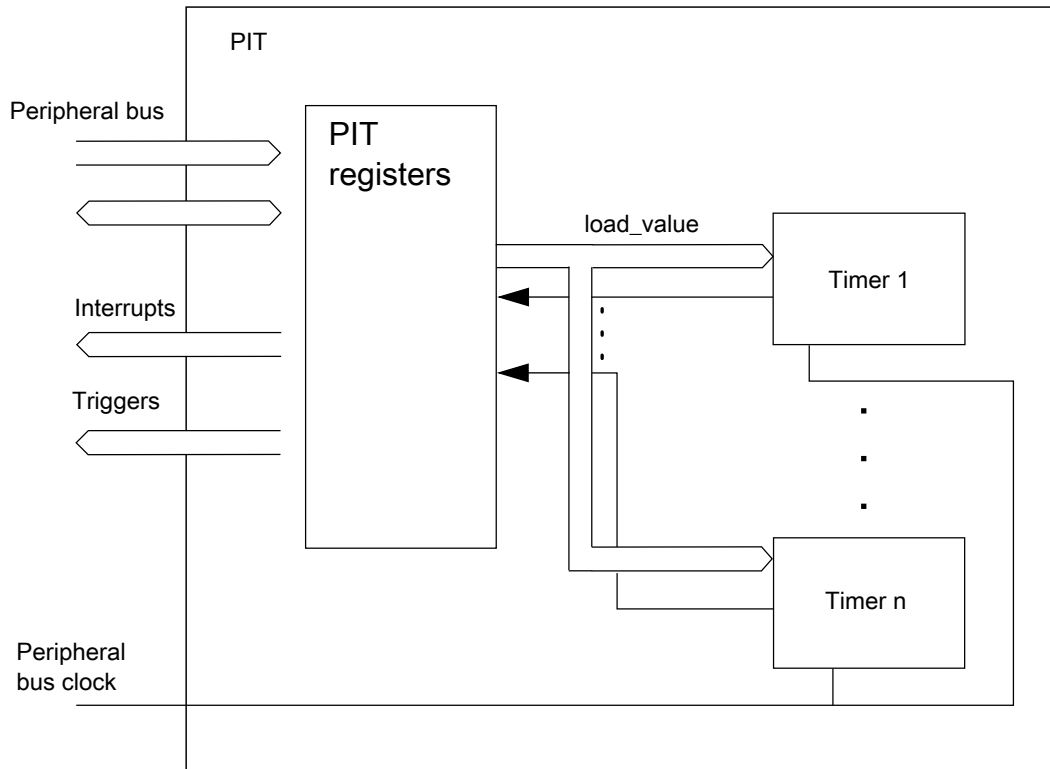 PIT
Peripheral bus
PIT
registers
load_value
Timer 1
Interrupts
Triggers
Timer n
Peripheral
bus clock